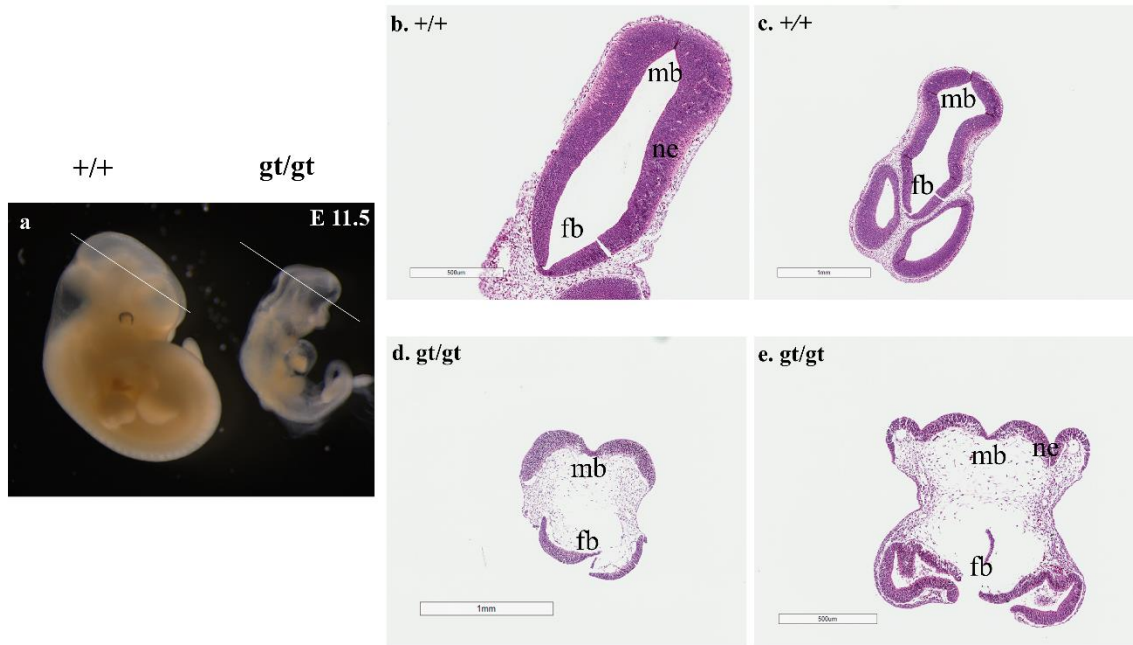 +/+ gt/gt
a E 11.5
b. +/+
mb
ne
fb
500um
c. +/+
mb
fb
1mm
d. gt/gt
mb
fb
1mm
e. gt/gt
mb ne
fb
500um